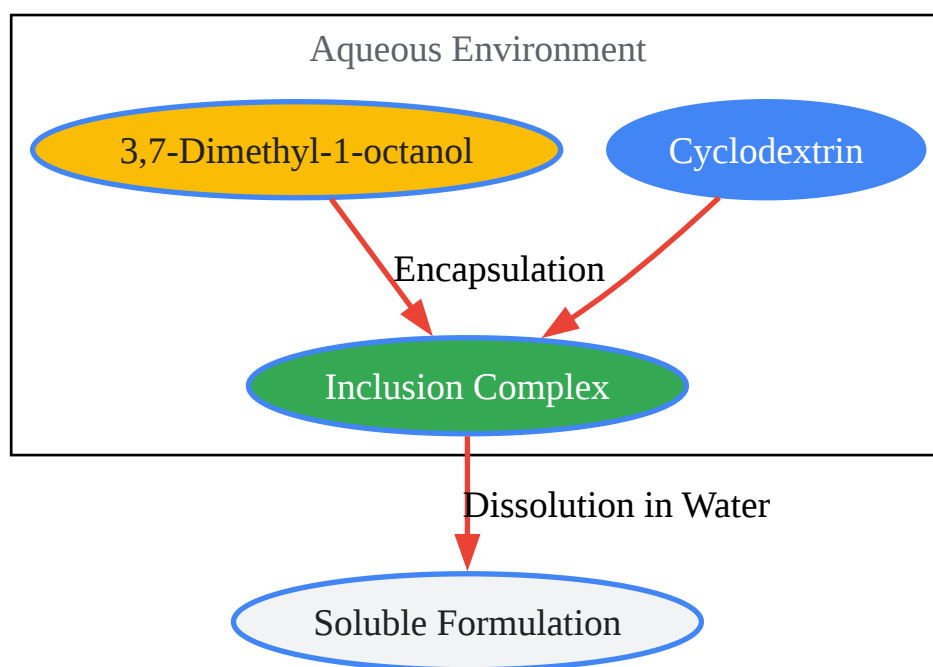 Aqueous Environment
3,7-Dimethyl-1-octanol
Cyclodextrin
Encapsulation
Inclusion Complex
Dissolution in Water
Soluble Formulation